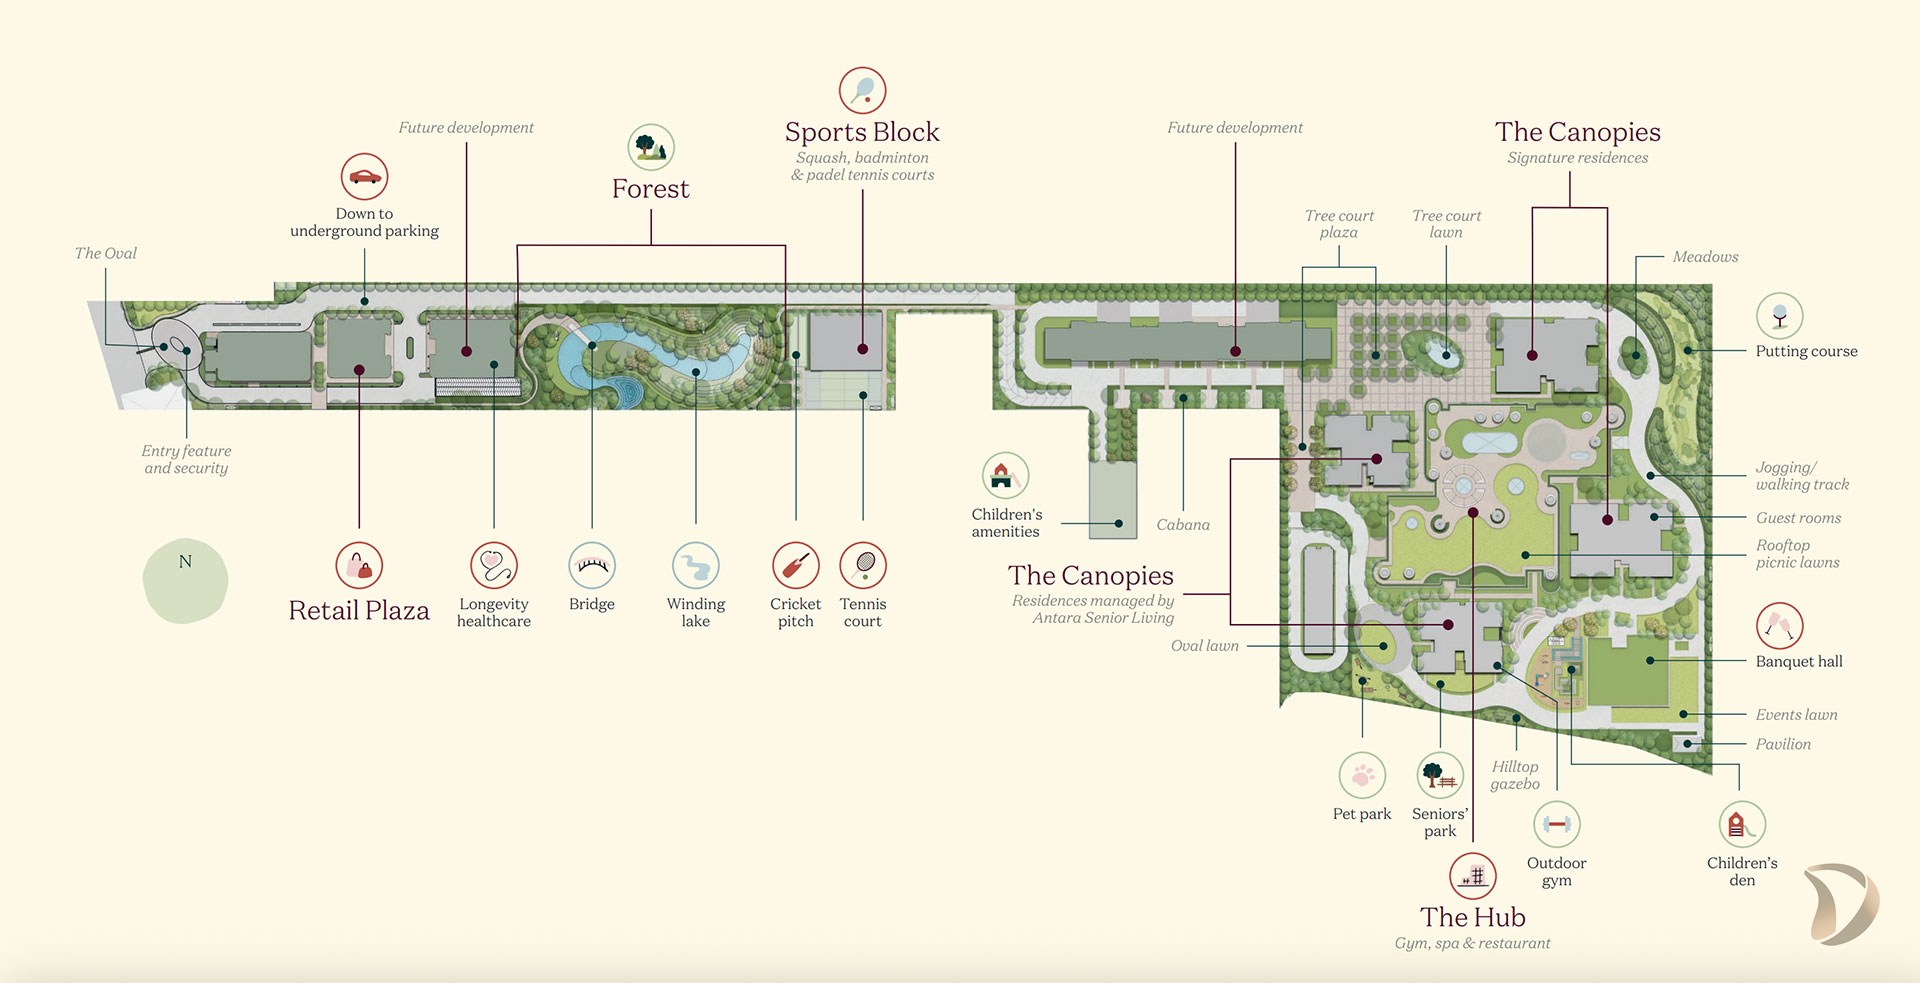 Sports Block
Squash, badminton
& padel tennis courts
Future development
Future development
The Canopies
Signature residences
Forest
Down to
underground parking
Tree court
plaza
Tree court
lawn
The Oval
Meadows
Putting course
Entry feature
and security
Jogging/
walking track
Children's
amenities
Cabana
Guest rooms
Rooftop
picnic lawns
N
The Canopies
Residences managed by
Antara Senior Living
Retail Plaza
Longevity
healthcare
Bridge
Winding
lake
Cricket
pitch
Tennis
court
Oval lawn
Banquet hall
Events lawn
Pavilion
Hilltop
gazebo
Pet park
Seniors’
park
Outdoor
gym
Children’s
den
The Hub
Gym, spa & restaurant